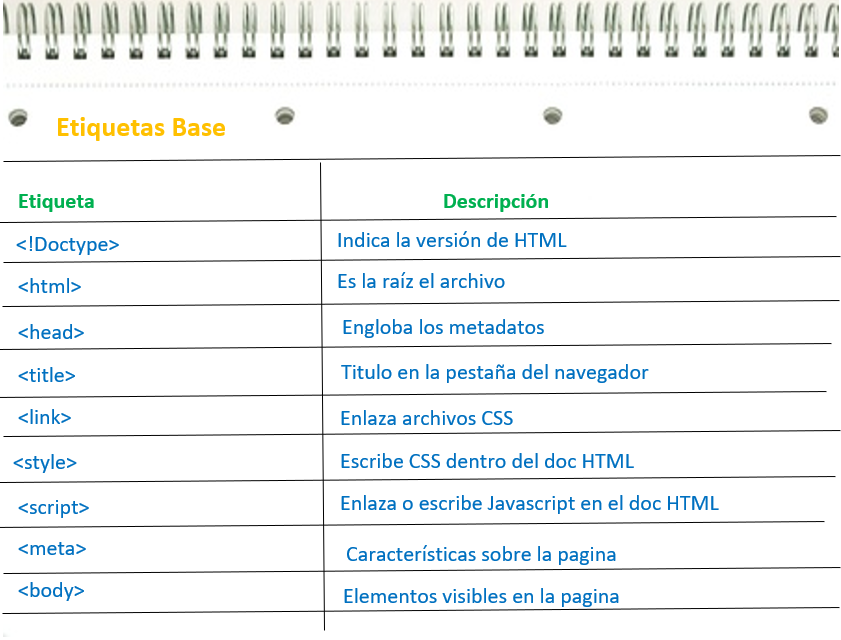 Etiquetas Base
Etiqueta Descripción
<!Doctype> Indica la versión de HTML
<html> Es la raíz el archivo
<head> Engloba los metadatos
<title> Titulo en la pestaña del navegador
<link> Enlaza archivos CSS
<style> Escribe CSS dentro del doc HTML
<script> Enlaza o escribe Javascript en el doc HTML
<meta> Características sobre la pagina
<body> Elementos visibles en la pagina